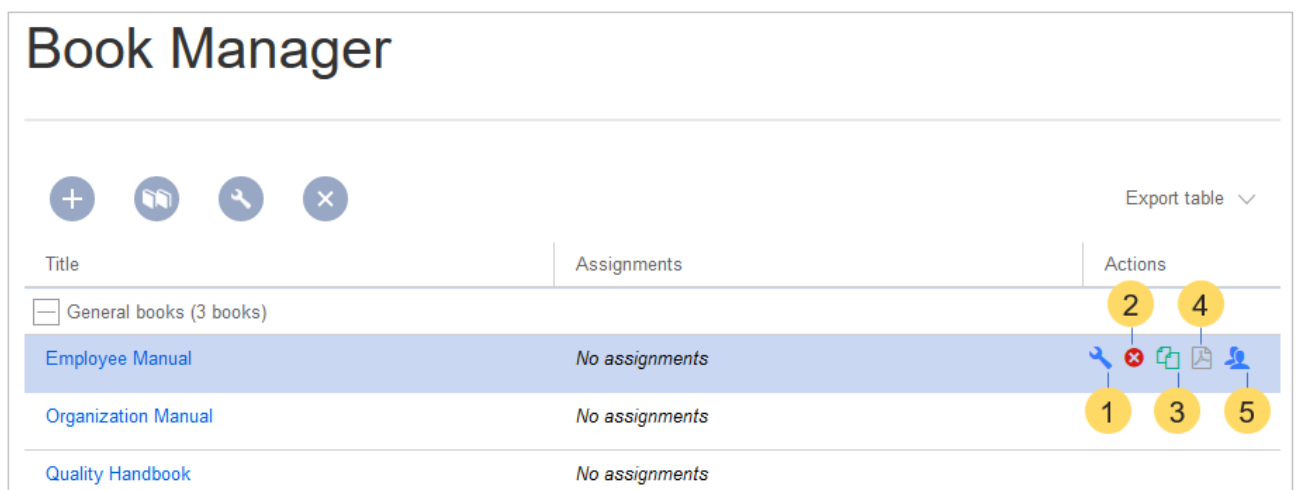 Book Manager
Export table
Title Assignments Actions
General books (3 books)
2 4
Employee Manual No assignments
1 3 5
Organization Manual No assignments
Quality Handbook No assignments